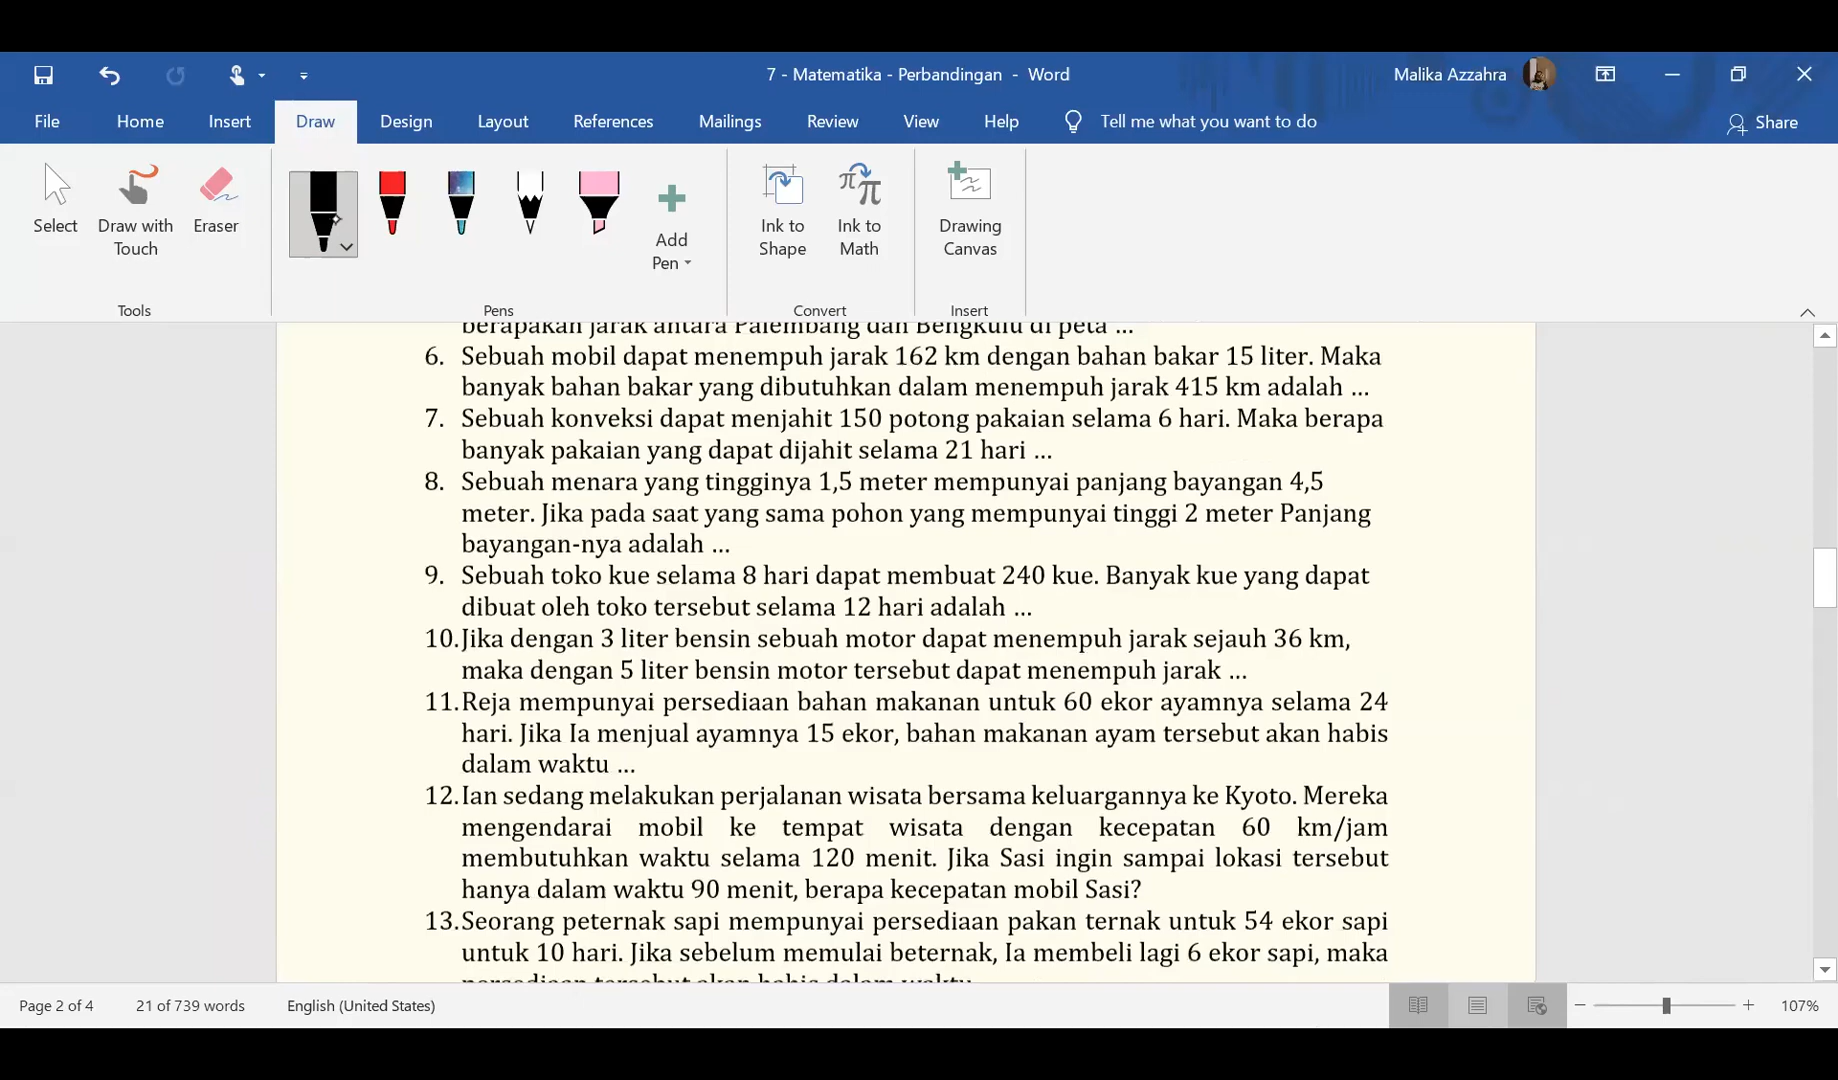 7 - Matematika - Perbandingan - Word
Malika Azzahra
File Home Insert Draw Design Layout References Mailings Review View Help Tell me what you want to do Share
Select
Draw with Touch
Eraser
Add Pen
Ink to Shape
Ink to Math
Drawing Canvas
Tools Pens Convert Insert
berapakah jarak antara Palembang dan Bengkulu di peta ...
6. Sebuah mobil dapat menempuh jarak 162 km dengan bahan bakar 15 liter. Maka
banyak bahan bakar yang dibutuhkan dalam menempuh jarak 415 km adalah ...
7. Sebuah konveksi dapat menjahit 150 potong pakaian selama 6 hari. Maka berapa
banyak pakaian yang dapat dijahit selama 21 hari ...
8. Sebuah menara yang tingginya 1,5 meter mempunyai panjang bayangan 4,5
meter. Jika pada saat yang sama pohon yang mempunyai tinggi 2 meter Panjang
bayangan-nya adalah ...
9. Sebuah toko kue selama 8 hari dapat membuat 240 kue. Banyak kue yang dapat
dibuat oleh toko tersebut selama 12 hari adalah ...
10. Jika dengan 3 liter bensin sebuah motor dapat menempuh jarak sejauh 36 km,
maka dengan 5 liter bensin motor tersebut dapat menempuh jarak ...
11. Reja mempunyai persediaan bahan makanan untuk 60 ekor ayamnya selama 24
hari. Jika Ia menjual ayamnya 15 ekor, bahan makanan ayam tersebut akan habis
dalam waktu ...
12. Ian sedang melakukan perjalanan wisata bersama keluargannya ke Kyoto. Mereka
mengendarai mobil ke tempat wisata dengan kecepatan 60 km/jam
membutuhkan waktu selama 120 menit. Jika Sasi ingin sampai lokasi tersebut
hanya dalam waktu 90 menit, berapa kecepatan mobil Sasi?
13. Seorang peternak sapi mempunyai persediaan pakan ternak untuk 54 ekor sapi
untuk 10 hari. Jika sebelum memulai beternak, Ia membeli lagi 6 ekor sapi, maka
persediaan tersebut akan habis dalam waktu
Page 2 of 4 21 of 739 words English (United States) 107%